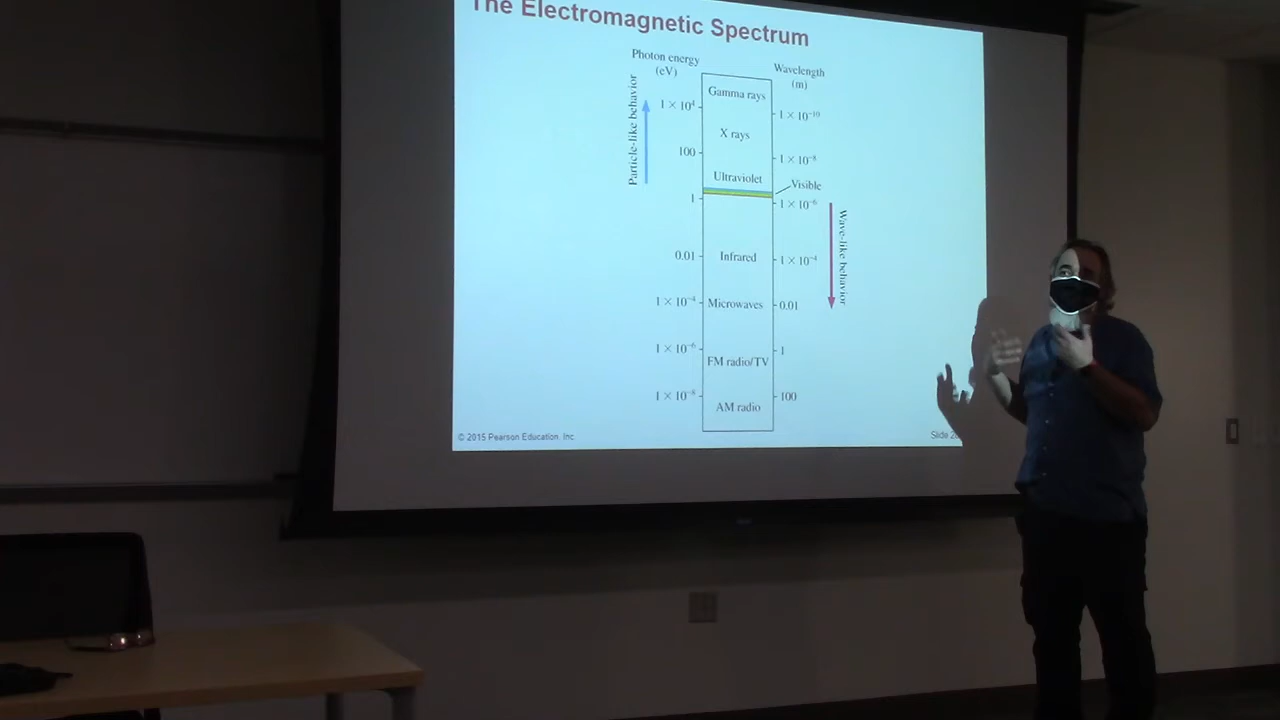 The Electromagnetic Spectrum
Photon energy
(eV)
Wavelength
(m)
Particle-like behavior
Gamma rays
1 × 10⁴
1 × 10⁻¹⁰
X rays
100
1 × 10⁻⁸
Ultraviolet
Visible
1
1 × 10⁻⁶
Wave-like behavior
0.01
Infrared
1 × 10⁻⁴
1 × 10⁻⁴
Microwaves
0.01
1 × 10⁻⁶
FM radio/TV
1
1 × 10⁻⁸
AM radio
100
© 2015 Pearson Education, Inc
Slide